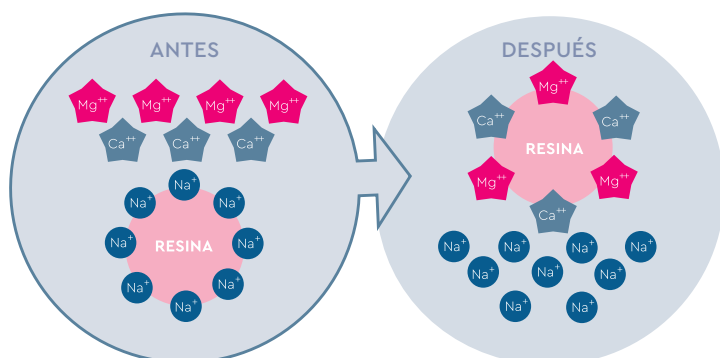 ANTES
Mg++ Mg++ Mg++ Mg++
Ca++ Ca++ Ca++
Na+
Na+ Na+
Na+ RESINA Na+
Na+ Na+
Na+
DESPUÉS
Mg++
Ca++ Ca++
RESINA
Mg++ Mg++
Ca++
Na+ Na+ Na+ Na+
Na+ Na+ Na+
Na+ Na+